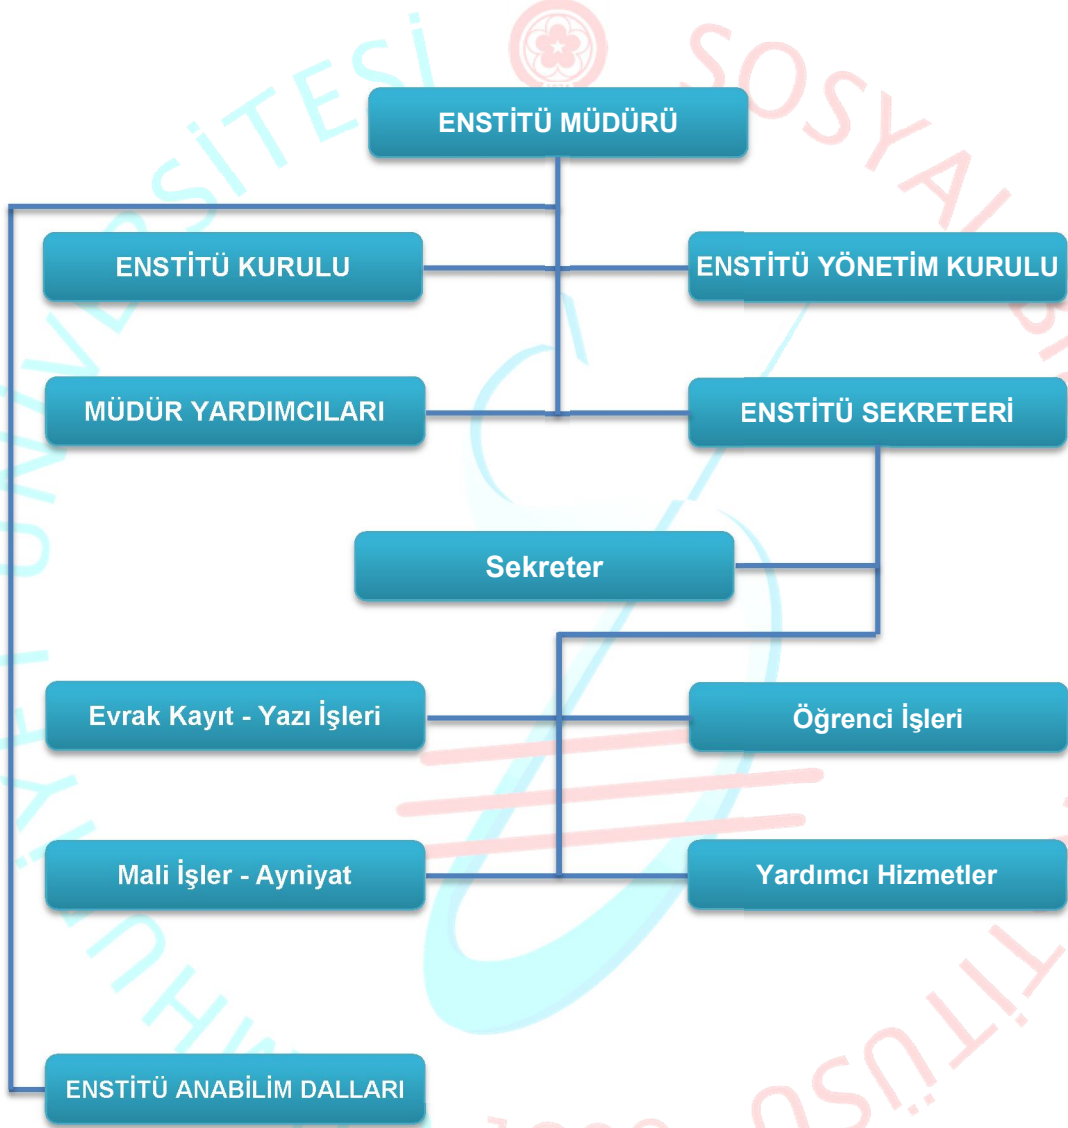 ENSTİTÜ MÜDÜRÜ
ENSTİTÜ KURULU
ENSTİTÜ YÖNETİM KURULU
MÜDÜR YARDIMCILARI
ENSTİTÜ SEKRETERİ
Sekreter
Evrak Kayıt - Yazı İşleri
Öğrenci İşleri
Mali İşler - Ayniyat
Yardımcı Hizmetler
ENSTİTÜ ANABİLİM DALLARI